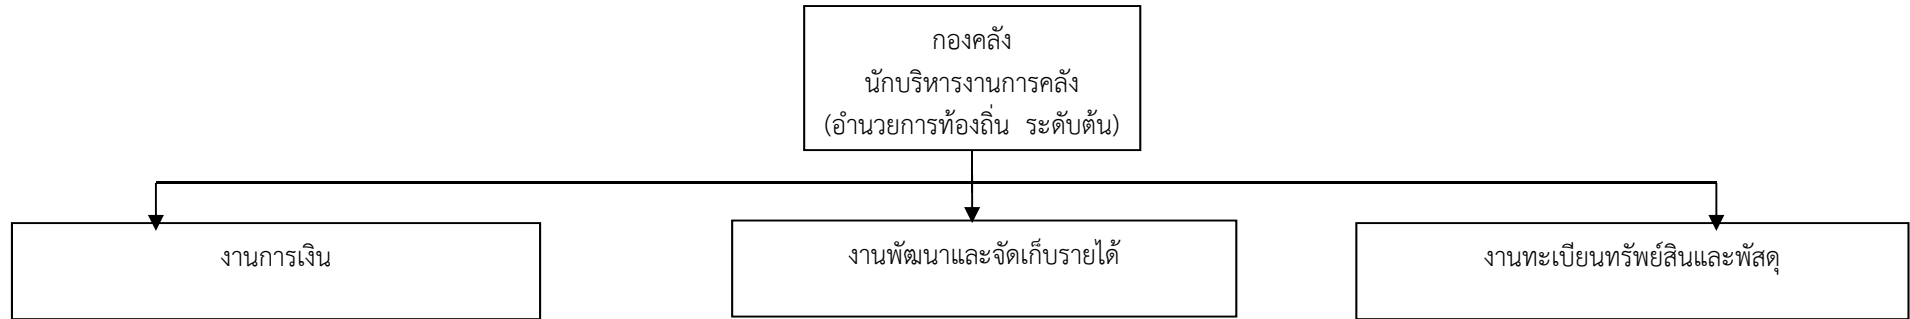 กองคลัง
นักบริหารงานการคลัง
(อำนวยการท้องถิ่น ระดับต้น)
งานการเงิน
งานพัฒนาและจัดเก็บรายได้
งานทะเบียนทรัพย์สินและพัสดุ